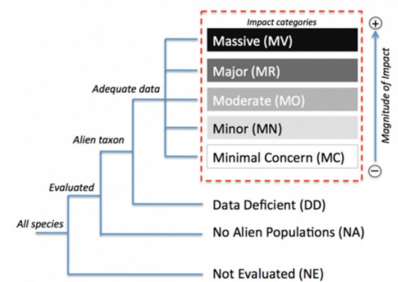 Impact categories
Massive (MV)
Major (MR)
Adequate data
Moderate (MO)
Minor (MN)
Alien taxon
Minimal Concern (MC)
Magnitude of Impact
+
−
Evaluated
Data Deficient (DD)
All species
No Alien Populations (NA)
Not Evaluated (NE)